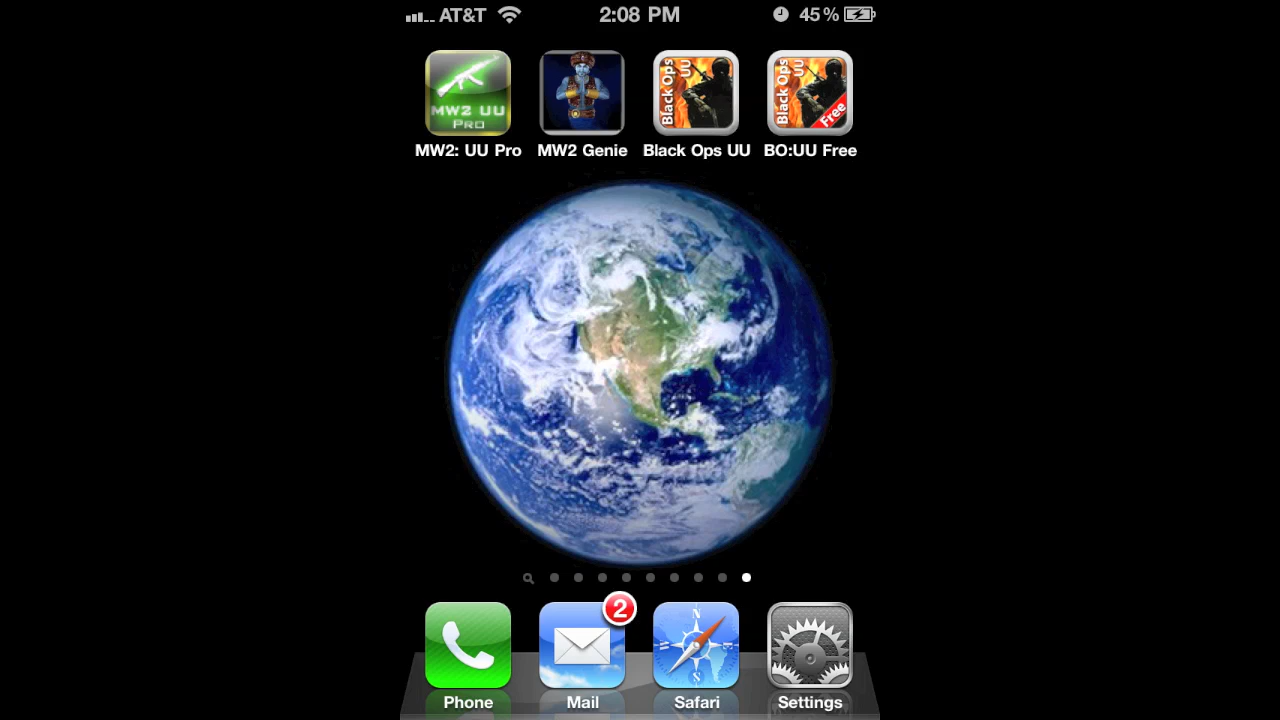 AT&T 2:08 PM 45%
MW2 UU
PRO
Black Ops UU
Black Ops UU
Free
MW2: UU Pro MW2 Genie Black Ops UU BO:UU Free
2
N
S
Phone Mail Safari Settings